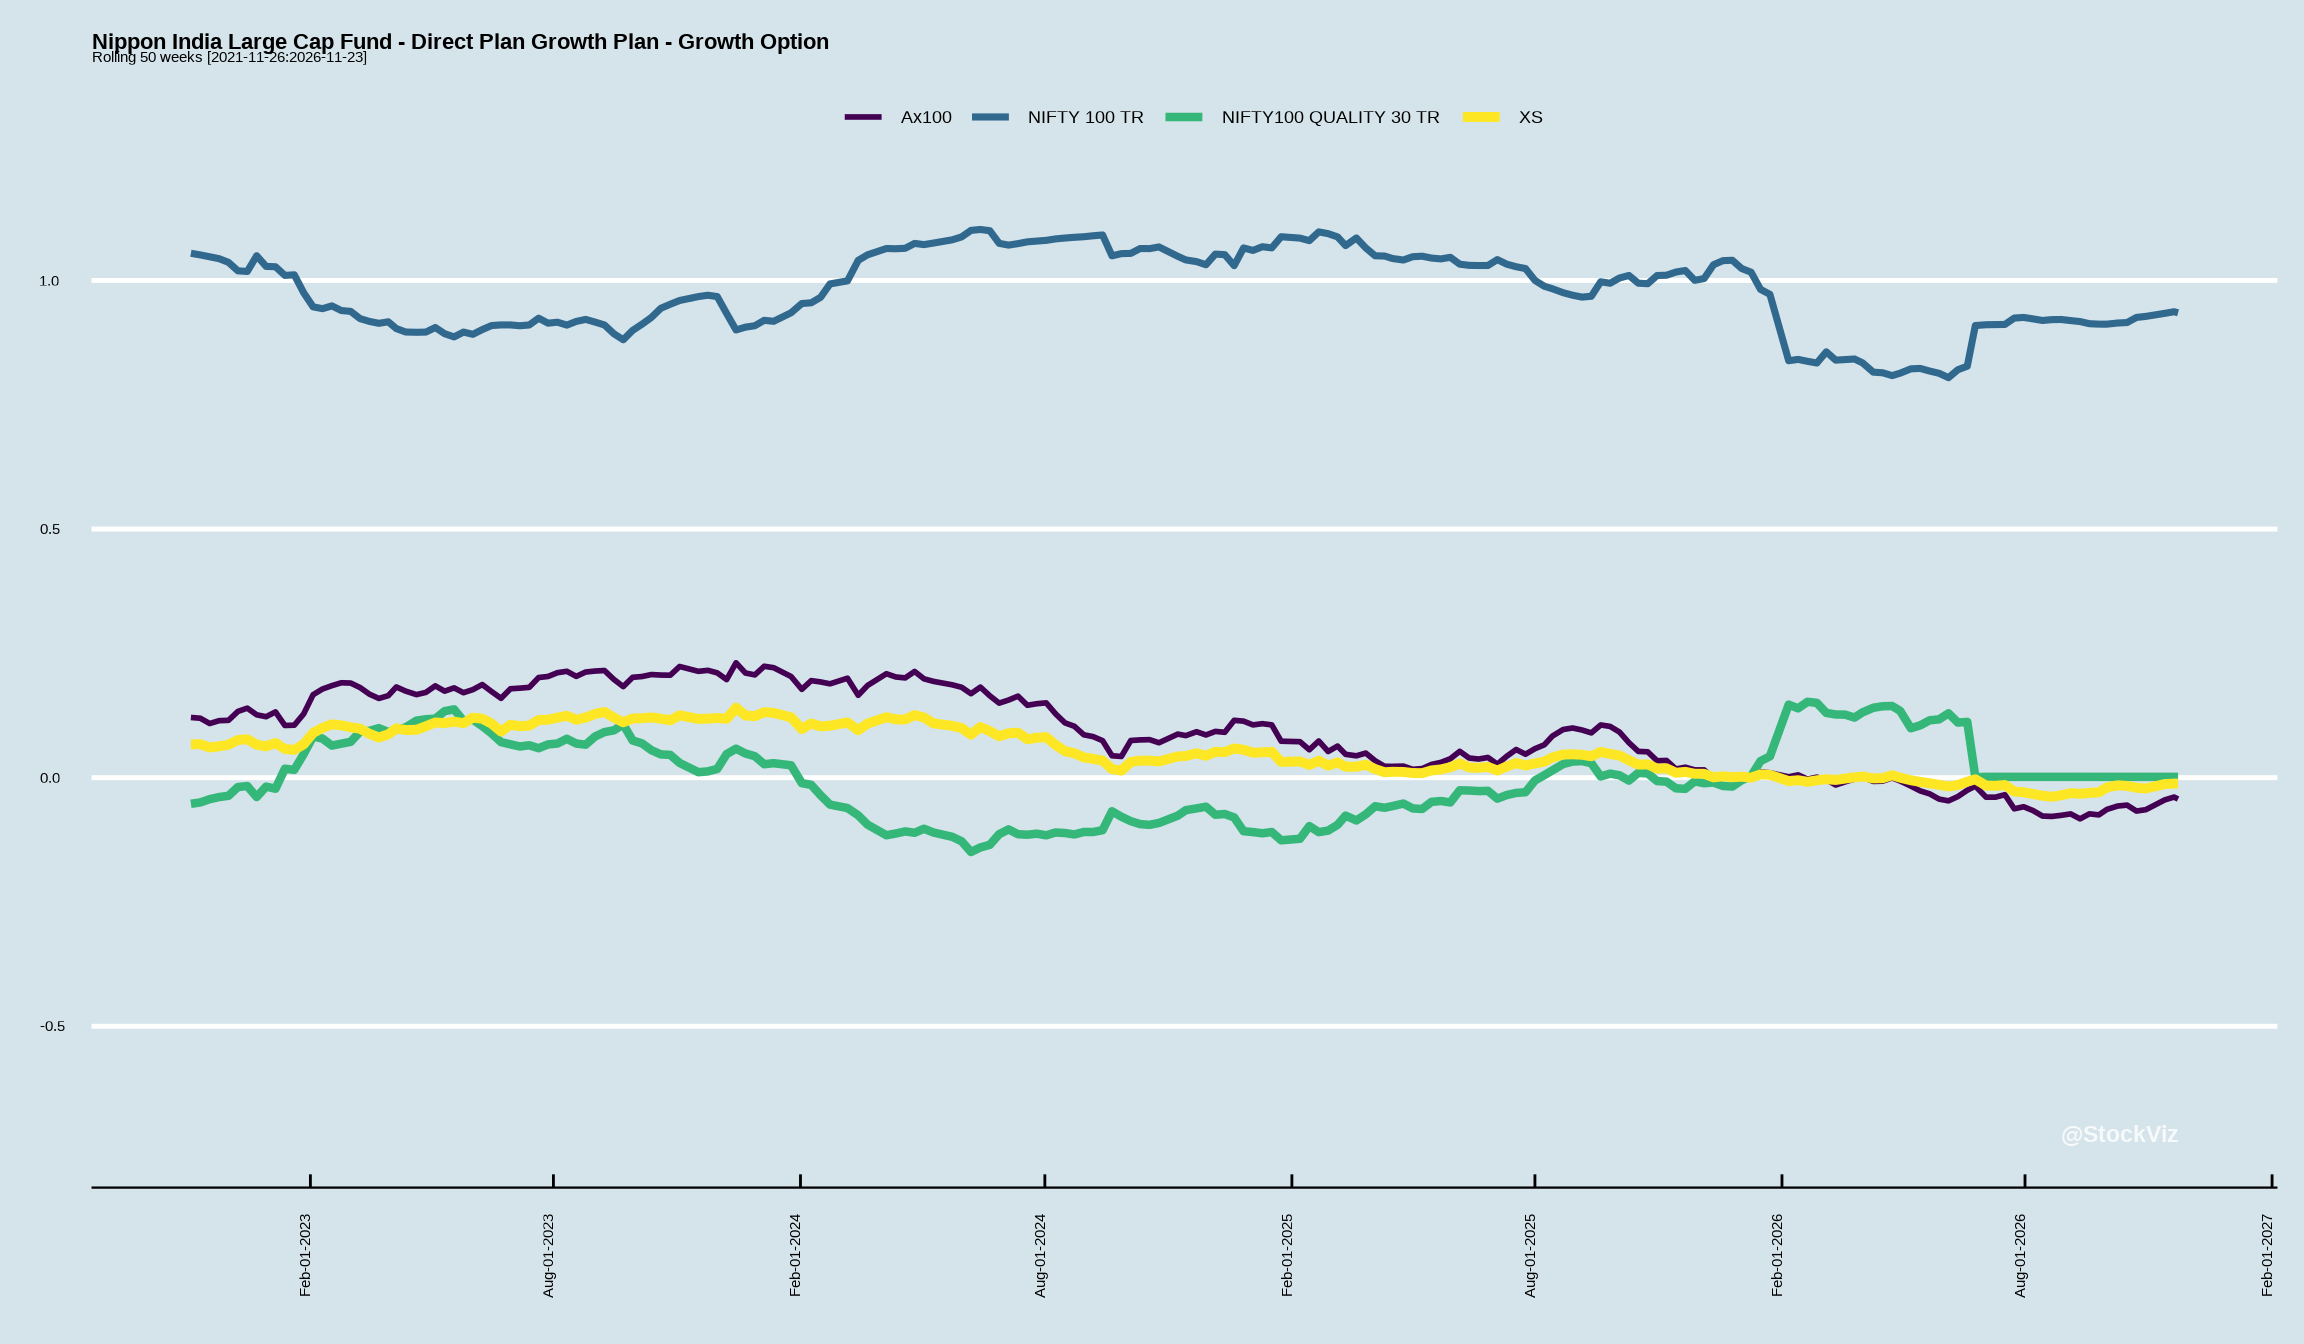 Nippon India Large Cap Fund - Direct Plan Growth Plan - Growth Option
Rolling 50 weeks [2021-11-26:2026-11-23]
Ax100 NIFTY 100 TR NIFTY100 QUALITY 30 TR XS
1.0
0.5
0.0
-0.5
@StockViz
Feb-01-2023 Aug-01-2023 Feb-01-2024 Aug-01-2024 Feb-01-2025 Aug-01-2025 Feb-01-2026 Aug-01-2026 Feb-01-2027